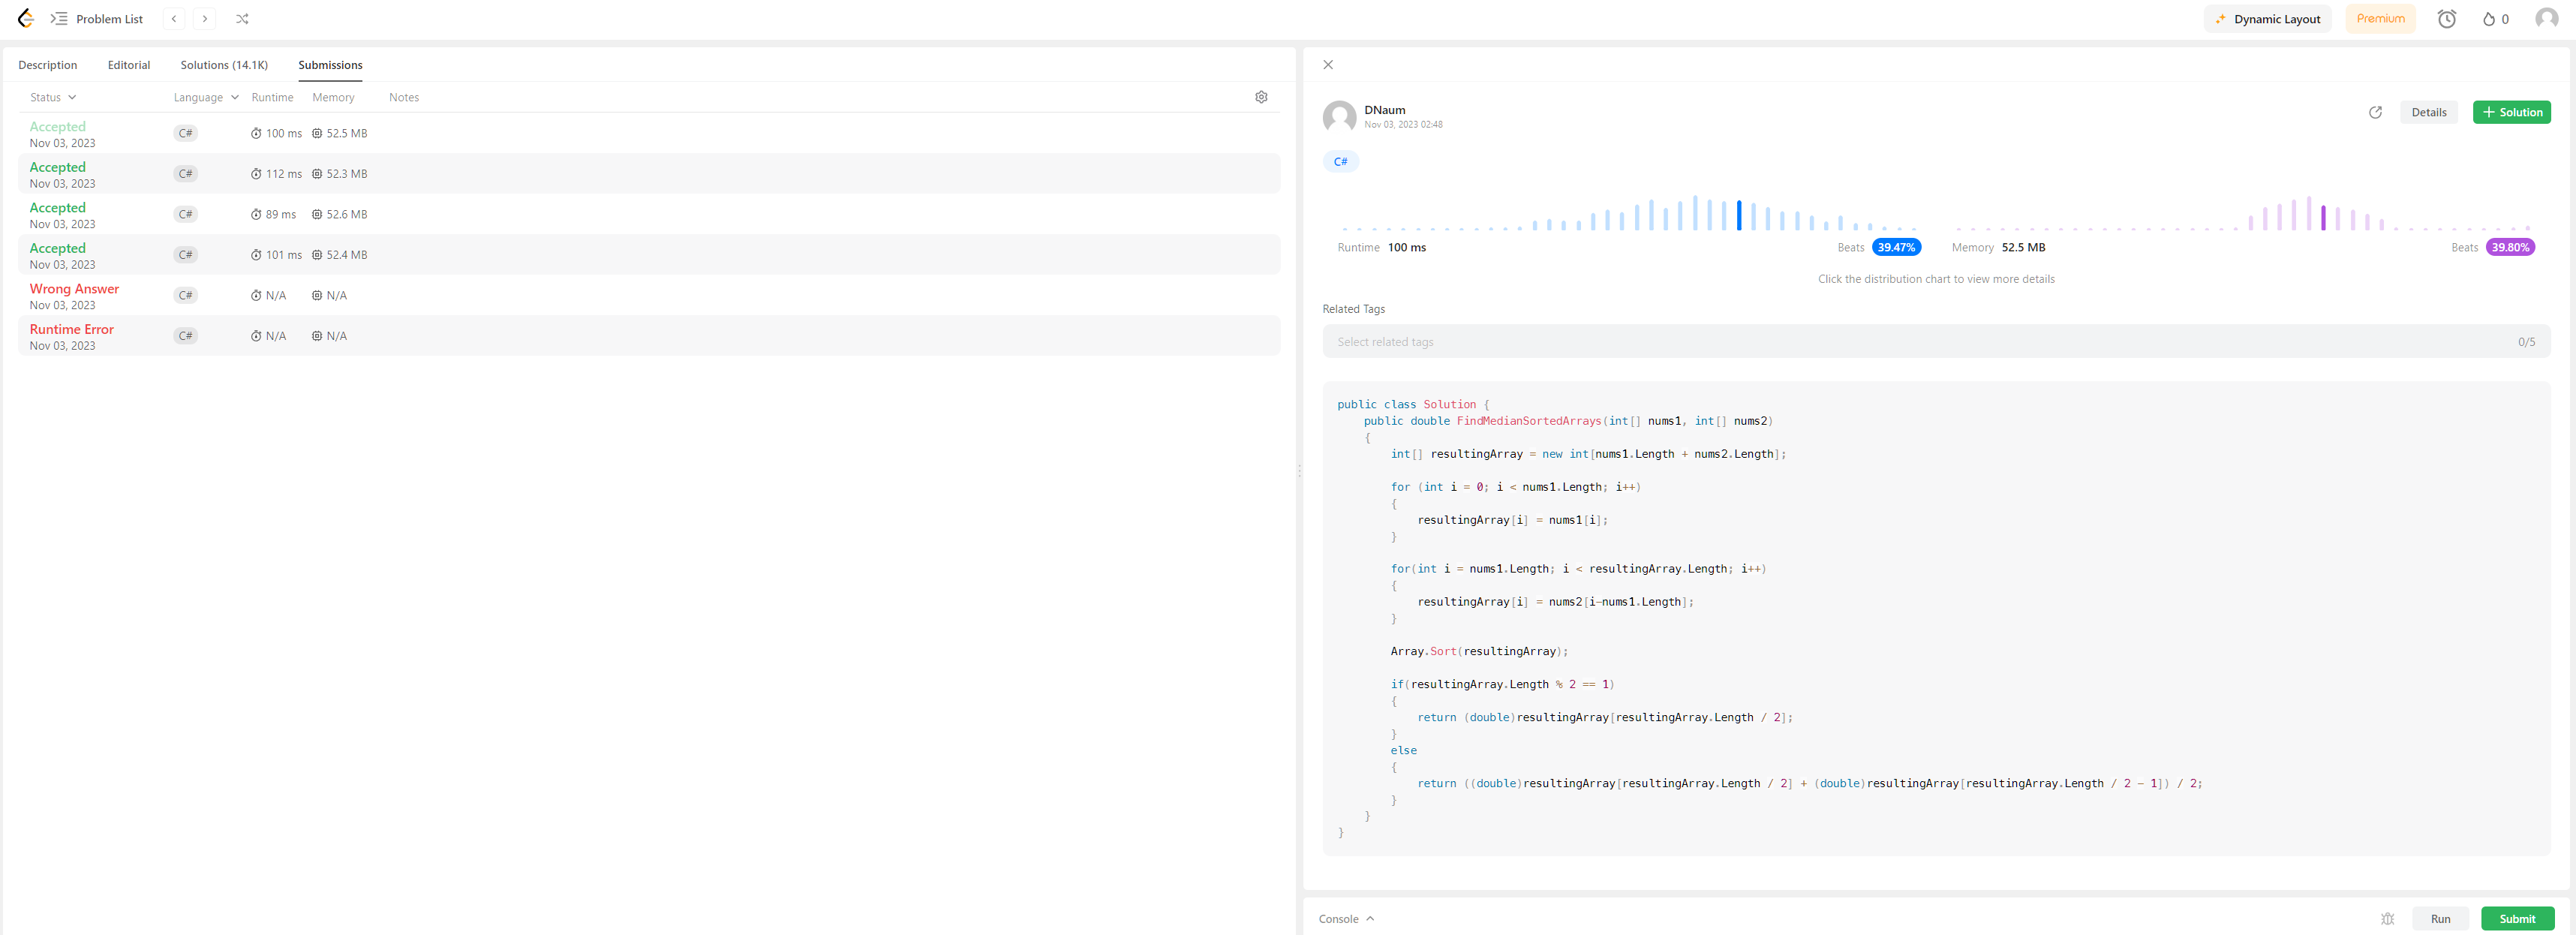 Problem List
Dynamic Layout
Premium
0
Description Editorial Solutions (14.1K) Submissions
Status Language Runtime Memory Notes
Accepted
Nov 03, 2023
C# 100 ms 52.5 MB
Accepted
Nov 03, 2023
C# 112 ms 52.3 MB
Accepted
Nov 03, 2023
C# 89 ms 52.6 MB
Accepted
Nov 03, 2023
C# 101 ms 52.4 MB
Wrong Answer
Nov 03, 2023
C# N/A N/A
Runtime Error
Nov 03, 2023
C# N/A N/A
DNaum
Nov 03, 2023 02:48
Details
+ Solution
C#
Runtime 100 ms Beats 39.47% Memory 52.5 MB Beats 39.80%
Click the distribution chart to view more details
Related Tags
Select related tags 0/5
public class Solution {
    public double FindMedianSortedArrays(int[] nums1, int[] nums2)
    {
        int[] resultingArray = new int[nums1.Length + nums2.Length];
        for (int i = 0; i < nums1.Length; i++)
        {
            resultingArray[i] = nums1[i];
        }
        for(int i = nums1.Length; i < resultingArray.Length; i++)
        {
            resultingArray[i] = nums2[i-nums1.Length];
        }
        Array.Sort(resultingArray);
        if(resultingArray.Length % 2 == 1)
        {
            return (double)resultingArray[resultingArray.Length / 2];
        }
        else
        {
            return ((double)resultingArray[resultingArray.Length / 2] + (double)resultingArray[resultingArray.Length / 2 - 1]) / 2;
        }
    }
}
Console
Run
Submit